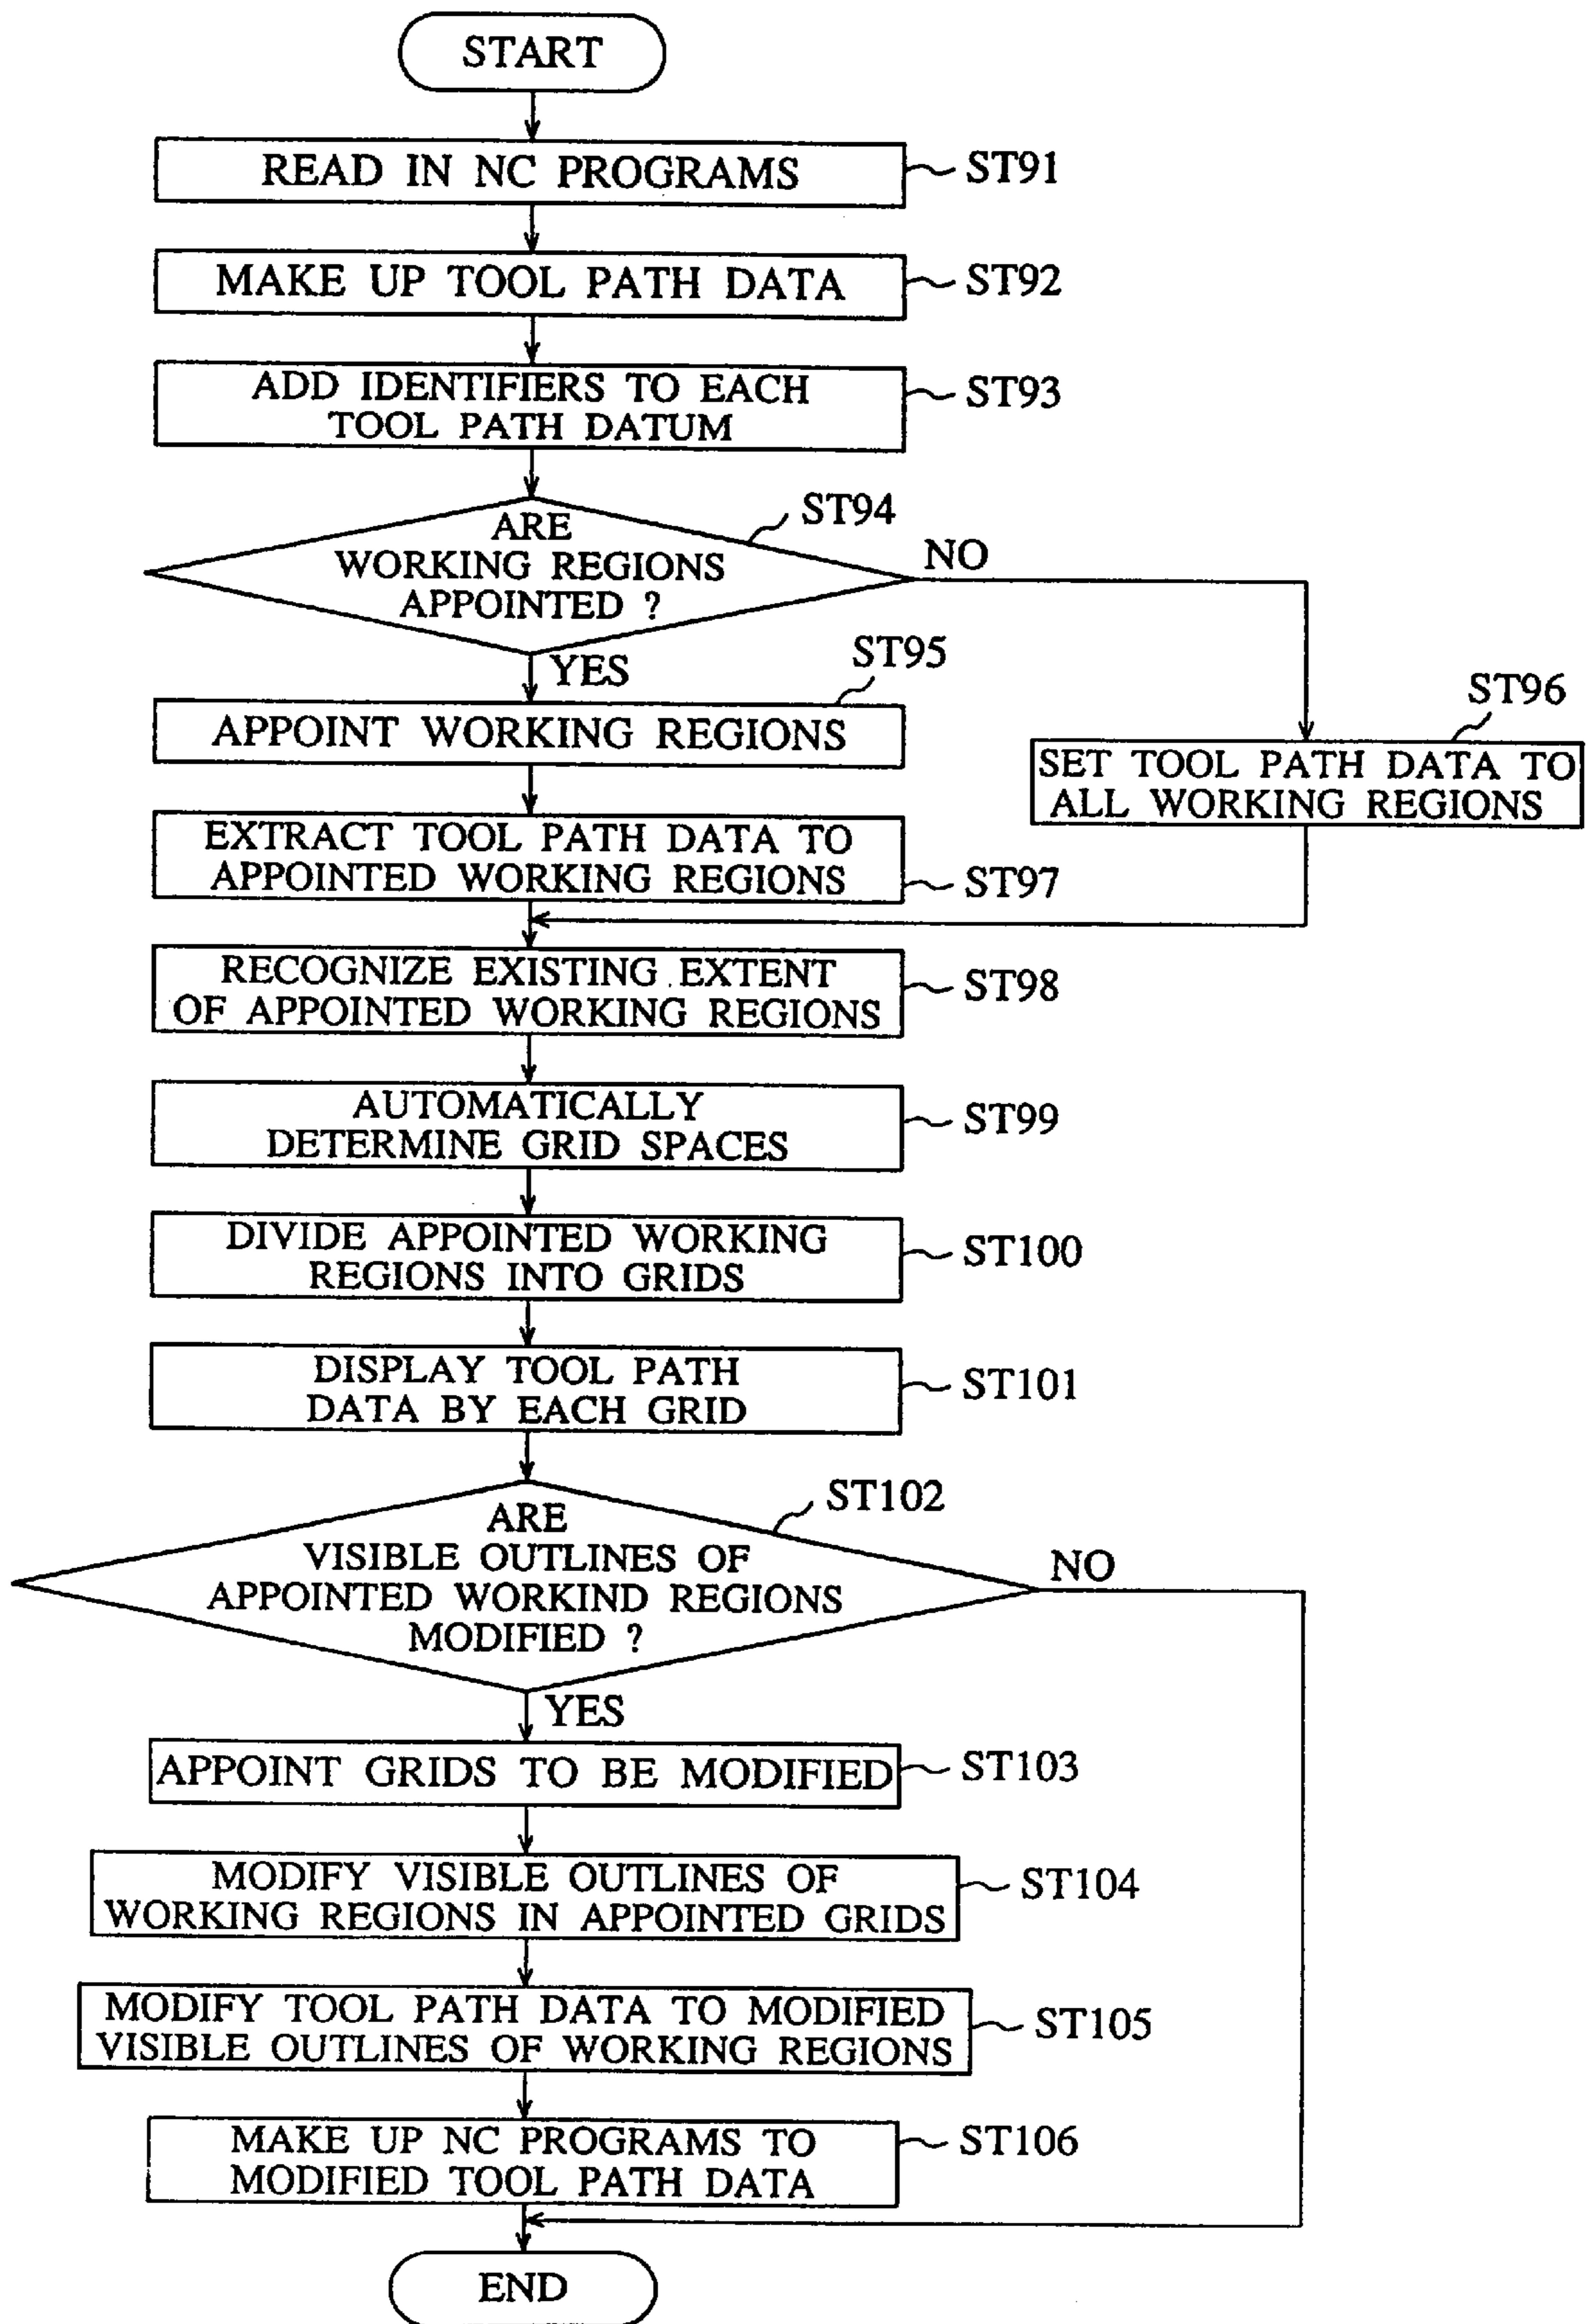 START
READ IN NC PROGRAMS
ST91
MAKE UP TOOL PATH DATA
ST92
ADD IDENTIFIERS TO EACH
TOOL PATH DATUM
ST93
ARE
WORKING REGIONS
APPOINTED ?
ST94
NO
YES
APPOINT WORKING REGIONS
ST95
SET TOOL PATH DATA TO
ALL WORKING REGIONS
ST96
EXTRACT TOOL PATH DATA TO
APPOINTED WORKING REGIONS
ST97
RECOGNIZE EXISTING EXTENT
OF APPOINTED WORKING REGIONS
ST98
AUTOMATICALLY
DETERMINE GRID SPACES
ST99
DIVIDE APPOINTED WORKING
REGIONS INTO GRIDS
ST100
DISPLAY TOOL PATH
DATA BY EACH GRID
ST101
ARE
VISIBLE OUTLINES OF
APPOINTED WORKIND REGIONS
MODIFIED ?
ST102
NO
YES
APPOINT GRIDS TO BE MODIFIED
ST103
MODIFY VISIBLE OUTLINES OF
WORKING REGIONS IN APPOINTED GRIDS
ST104
MODIFY TOOL PATH DATA TO MODIFIED
VISIBLE OUTLINES OF WORKING REGIONS
ST105
MAKE UP NC PROGRAMS TO
MODIFIED TOOL PATH DATA
ST106
END